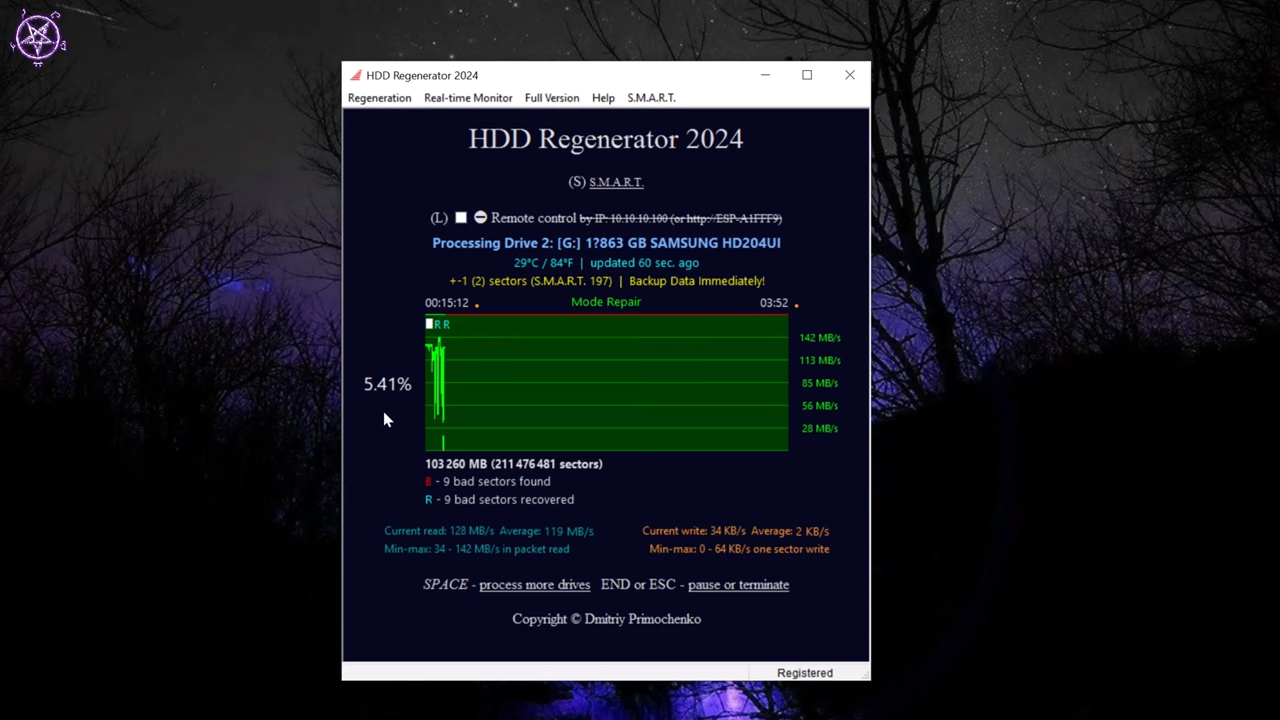 HDD Regenerator 2024
Regeneration Real-time Monitor Full Version Help S.M.A.R.T.
HDD Regenerator 2024
(S) S.M.A.R.T.
(L) Remote control by IP: 10.10.10.100 (or http://ESP-A1FFF9)
Processing Drive 2: [G:] 1?863 GB SAMSUNG HD204UI
29°C / 84°F | updated 60 sec. ago
+-1 (2) sectors (S.M.A.R.T. 197) | Backup Data Immediately!
00:15:12 Mode Repair 03:52
R R
142 MB/s
113 MB/s
5.41% 85 MB/s
56 MB/s
28 MB/s
103 260 MB (211 476 481 sectors)
B - 9 bad sectors found
R - 9 bad sectors recovered
Current read: 128 MB/s Average: 119 MB/s Current write: 34 KB/s Average: 2 KB/s
Min-max: 34 - 142 MB/s in packet read Min-max: 0 - 64 KB/s one sector write
SPACE - process more drives END or ESC - pause or terminate
Copyright © Dmitriy Primochenko
Registered